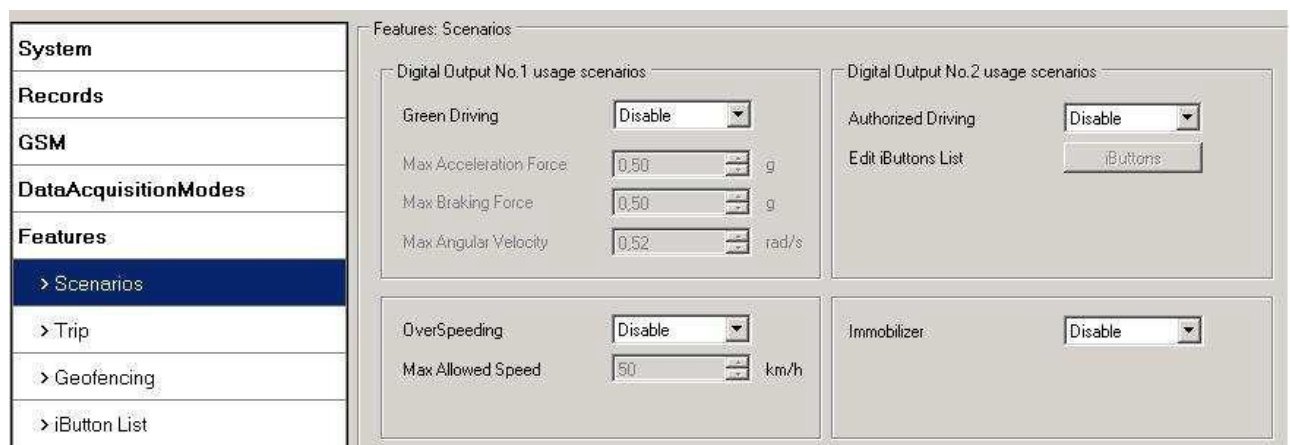 System
Records
GSM
DataAcquisitionModes
Features
> Scenarios
> Trip
> Geofencing
> iButton List
Features: Scenarios
Digital Output No.1 usage scenarios
Green Driving Disable
Max Acceleration Force 0,50 g
Max Braking Force 0,50 g
Max Angular Velocity 0,52 rad/s
Digital Output No.2 usage scenarios
Authorized Driving Disable
Edit iButtons List iButtons
OverSpeeding Disable
Max Allowed Speed 50 km/h
Immobilizer Disable